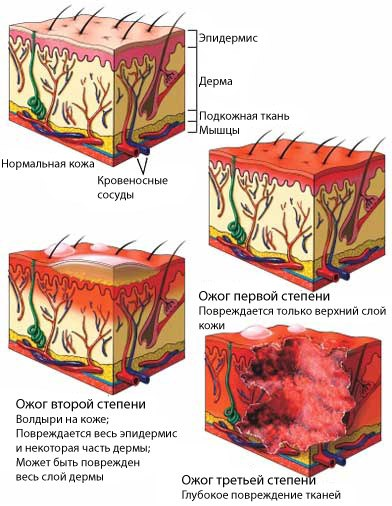 Эпидермис
Дерма
Подкожная ткань
Мышцы
Нормальная кожа
Кровеносные
сосуды
Ожог первой степени
Повреждается только верхний слой
кожи
Ожог второй степени
Волдыри на коже;
Повреждается весь эпидермис
и некоторая часть дермы;
Может быть поврежден
весь слой дермы
Ожог третьей степени
Глубокое повреждение тканей